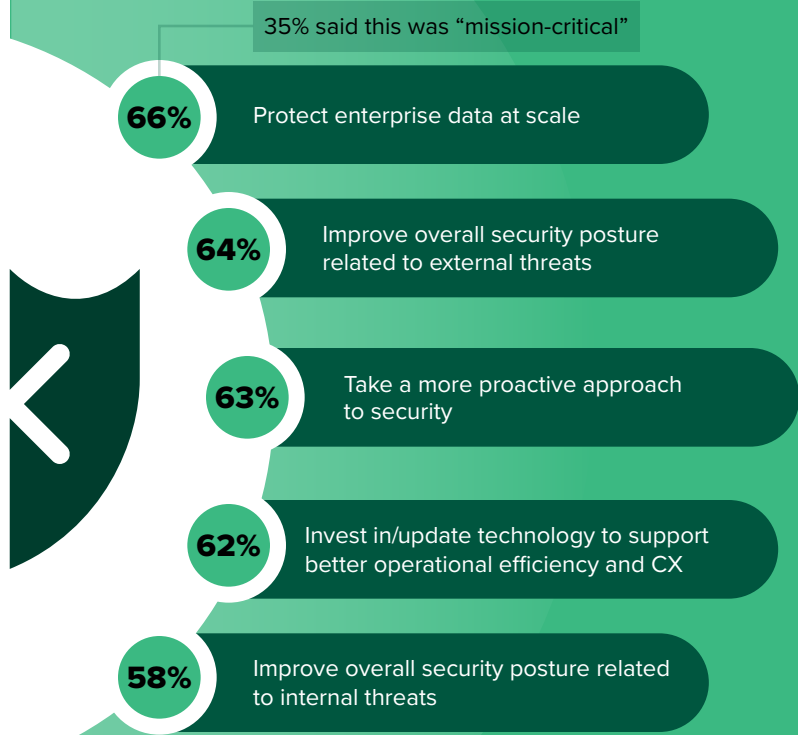 35% said this was “mission-critical”
66%
Protect enterprise data at scale
64%
Improve overall security posture
related to external threats
63%
Take a more proactive approach
to security
62%
Invest in/update technology to support
better operational efficiency and CX
58%
Improve overall security posture related
to internal threats